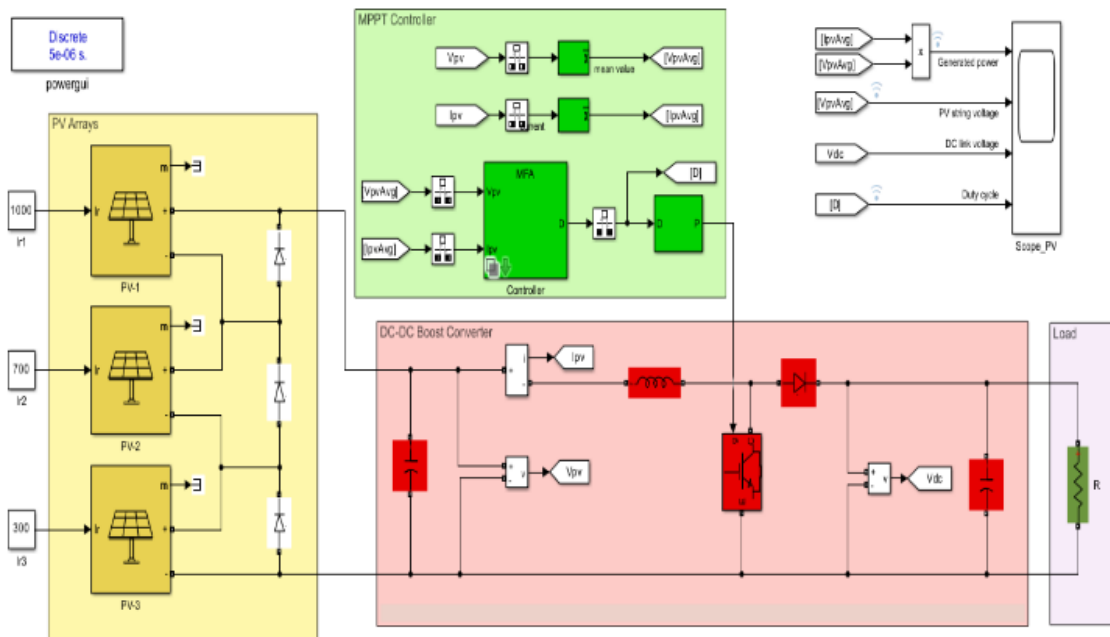 Discrete
5e-06 s.
powergui
PV Arrays
1000
Ir1
Ir
m
+
-
PV-1
700
Ir2
Ir
m
+
-
PV-2
300
Ir3
Ir
m
+
-
PV-3
MPPT Controller
Vpv
mean value
[VpvAvg]
Ipv
[IpvAvg]
[VpvAvg]
[IpvAvg]
MFA
Vpv
Ipv
D
Controller
[D]
D
P
[IpvAvg]
[VpvAvg]
x
Generated power
[VpvAvg]
PV string voltage
Vdc
DC link voltage
[D]
Duty cycle
Scope_PV
DC-DC Boost Converter
+
-
i
Ipv
+
-
v
Vpv
+
-
v
Vdc
Load
R